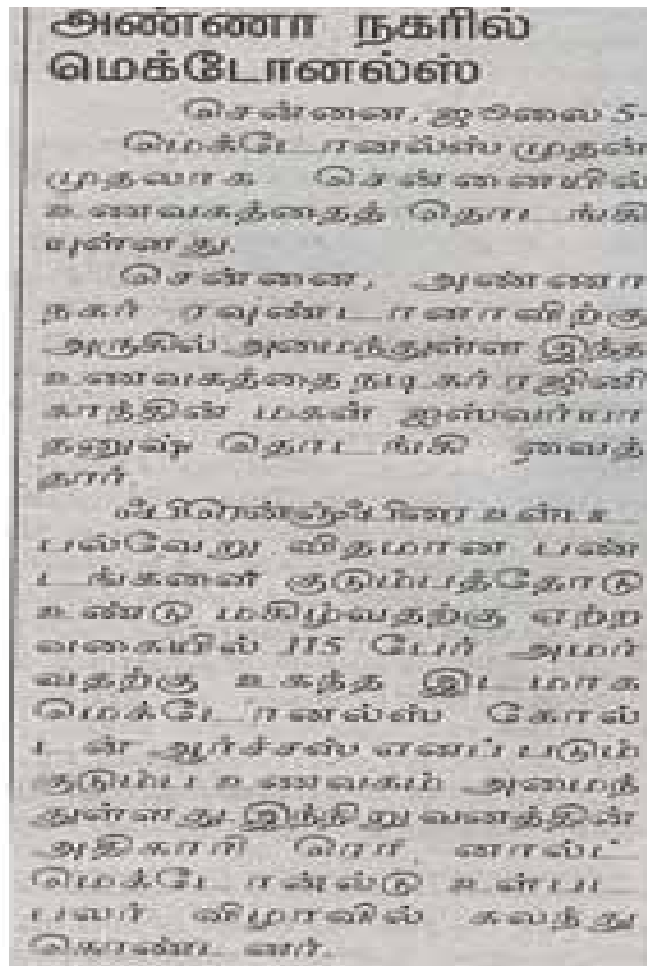 அண்ணா நகரில்
மெக்டோனல்ஸ்
சென்னை, ஜூலை 5-
மெக்டோனல்ஸ் முதன்
முதலாக சென்னையில்
உணவகத்தைத் தொடங்கி
யுள்ளது.
சென்னை, அண்ணா
நகர் ரவுண்டானாவிற்கு
அருகில் அமைந்துள்ள இந்த
உணவகத்தை நடிகர் ரஜினி
காந்தின் மகள் ஐஸ்வர்யா
தனுஷ் தொடங்கி வைத்
தார்.
பல்வேறு விதமான பண்
டங்களை குடும்பத்தோடு
உண்டு மகிழ்வதற்கு ஏற்ற
வகையில் 115 பேர் அமர்
வதற்கு உகந்த இடமாக
மெக்டோனல்ஸ் கோல்
டன் ஆர்ச்சஸ் எனப் படும்
குடும்ப உணவகம் அமைந்
துள்ளது. இந்நிறுவனத்தின்
அதிகாரி ரொனால்ட்
மெக்டோனல்டு உள்பட
பலர் விழாவில் கலந்து
கொண்டனர்.